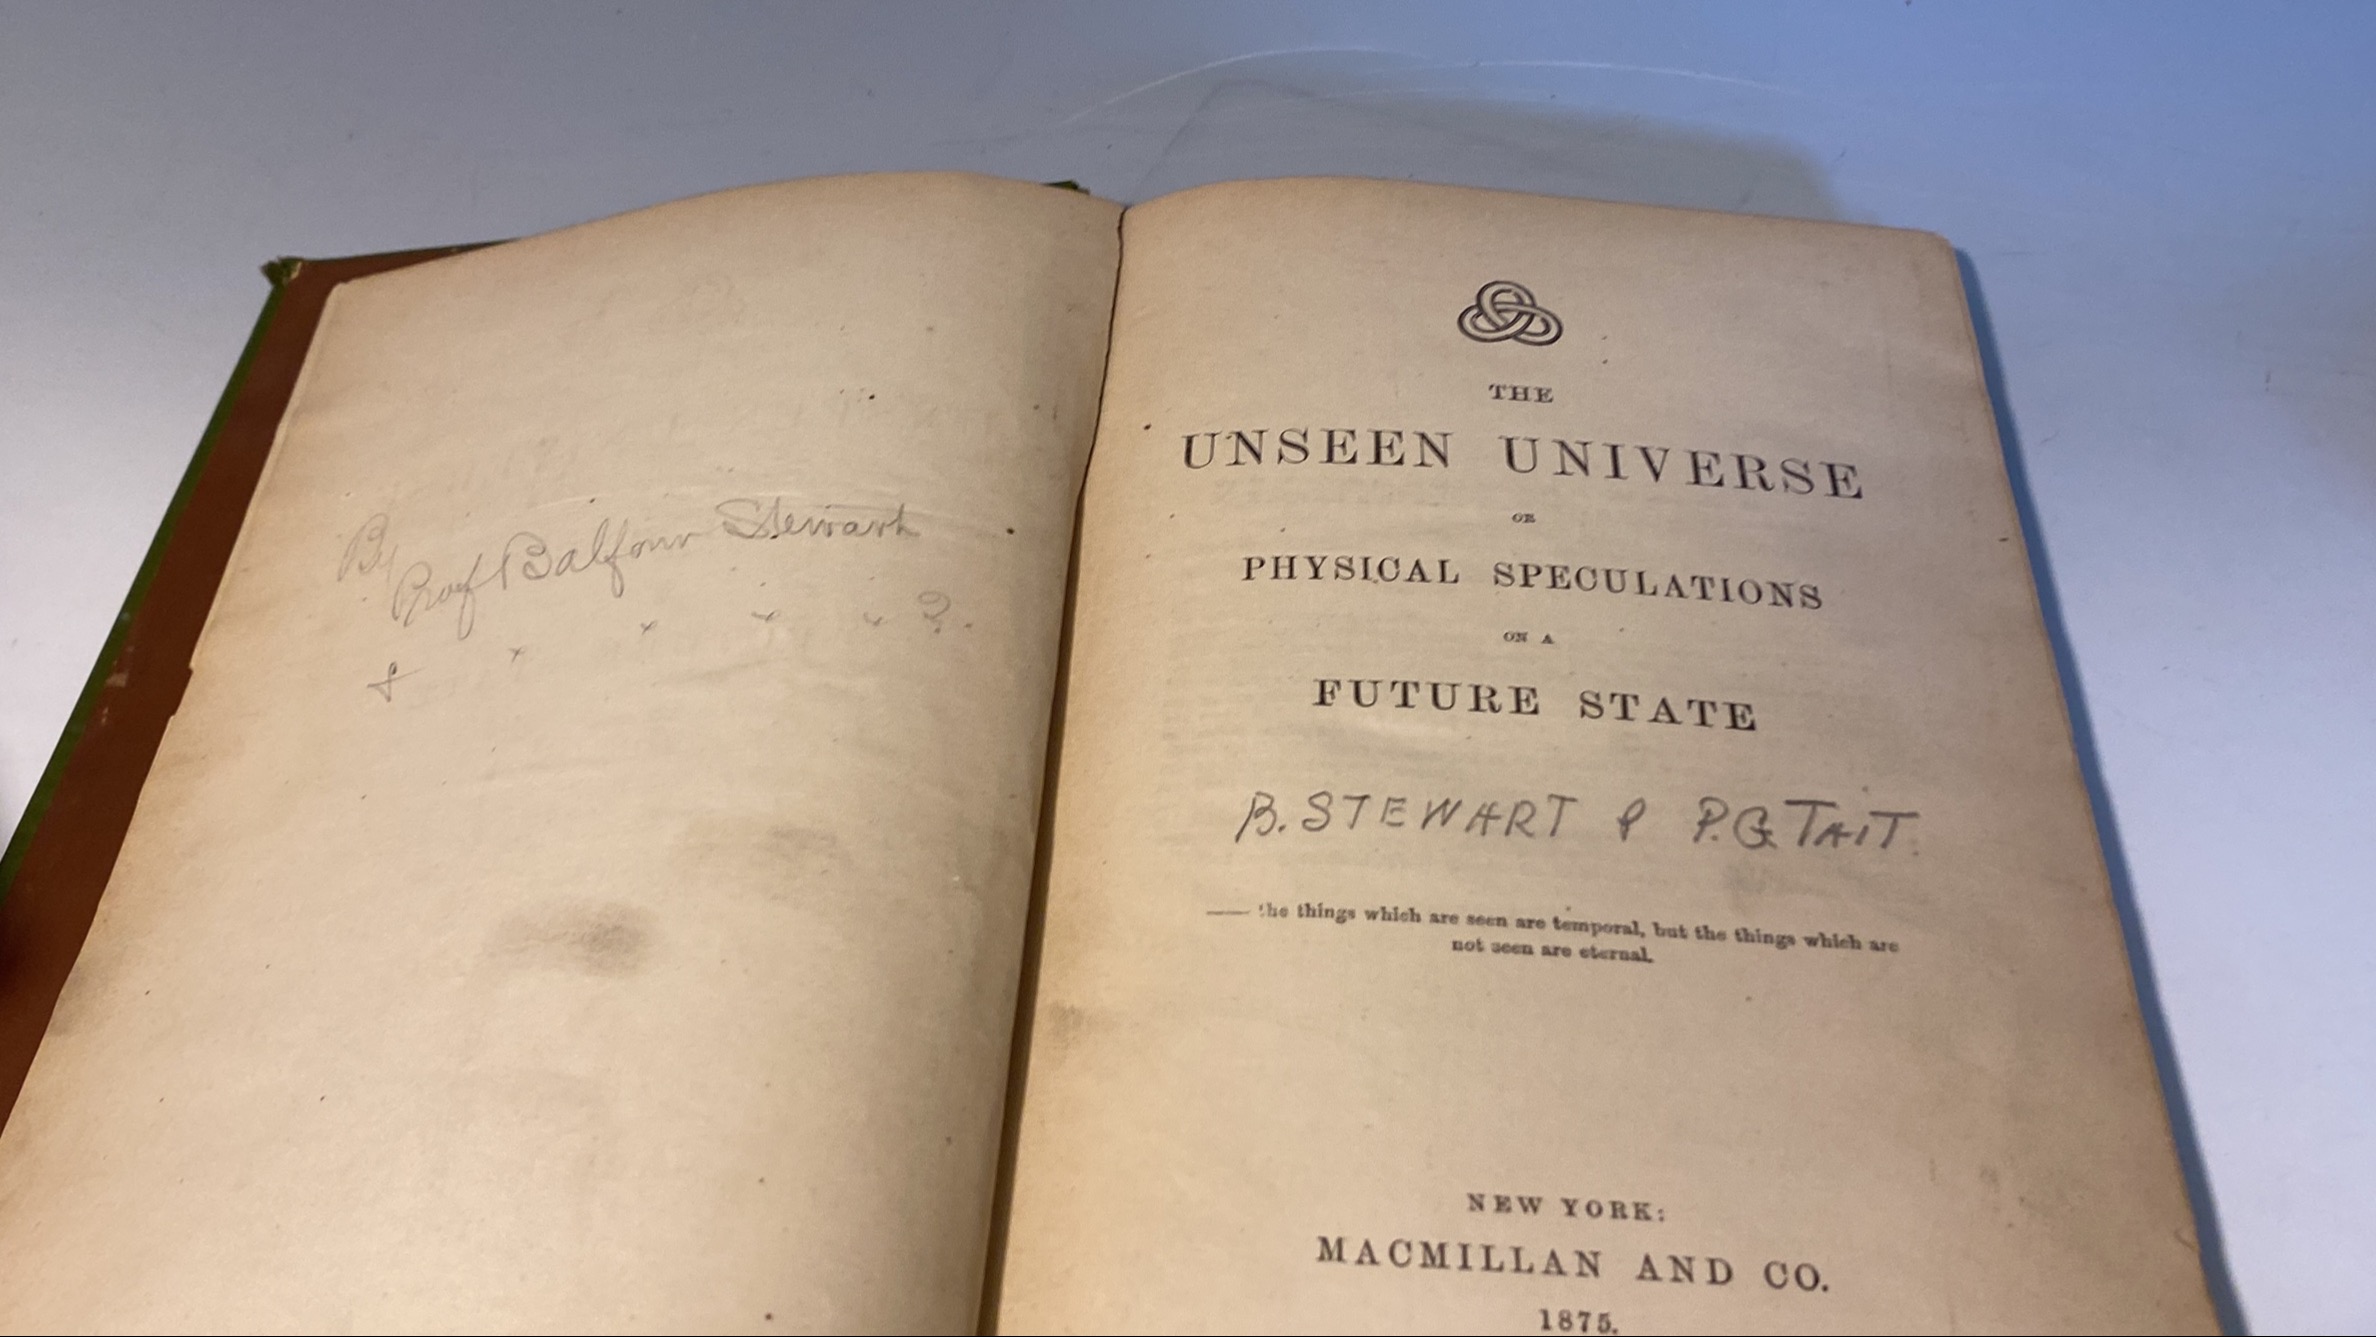 By
Prof Balfour Stewart
& " " " " ?.
THE
UNSEEN UNIVERSE
OR
PHYSICAL SPECULATIONS
ON A
FUTURE STATE
B. STEWART & P.G TAIT.
—— the things which are seen are temporal, but the things which are
not seen are eternal.
NEW YORK:
MACMILLAN AND CO.
1875.